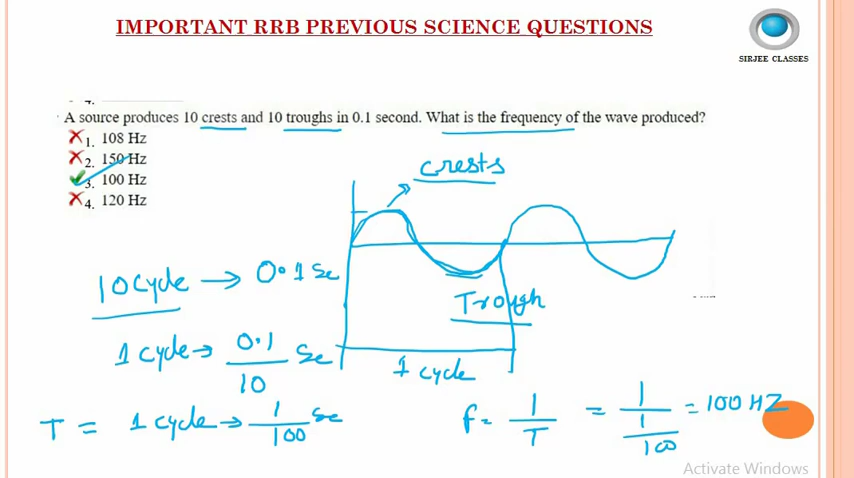 IMPORTANT RRB PREVIOUS SCIENCE QUESTIONS
SIRJEE CLASSES
A source produces 10 crests and 10 troughs in 0.1 second. What is the frequency of the wave produced?
1. 108 Hz
2. 150 Hz
3. 100 Hz
4. 120 Hz
crests
10 cycle → 0.1 Se
Trough
1 cycle → 0.1/10 Se
1 cycle
T = 1 cycle → 1/100 Se
f = 1/T = 1/(1/100) = 100 HZ
Activate Windows